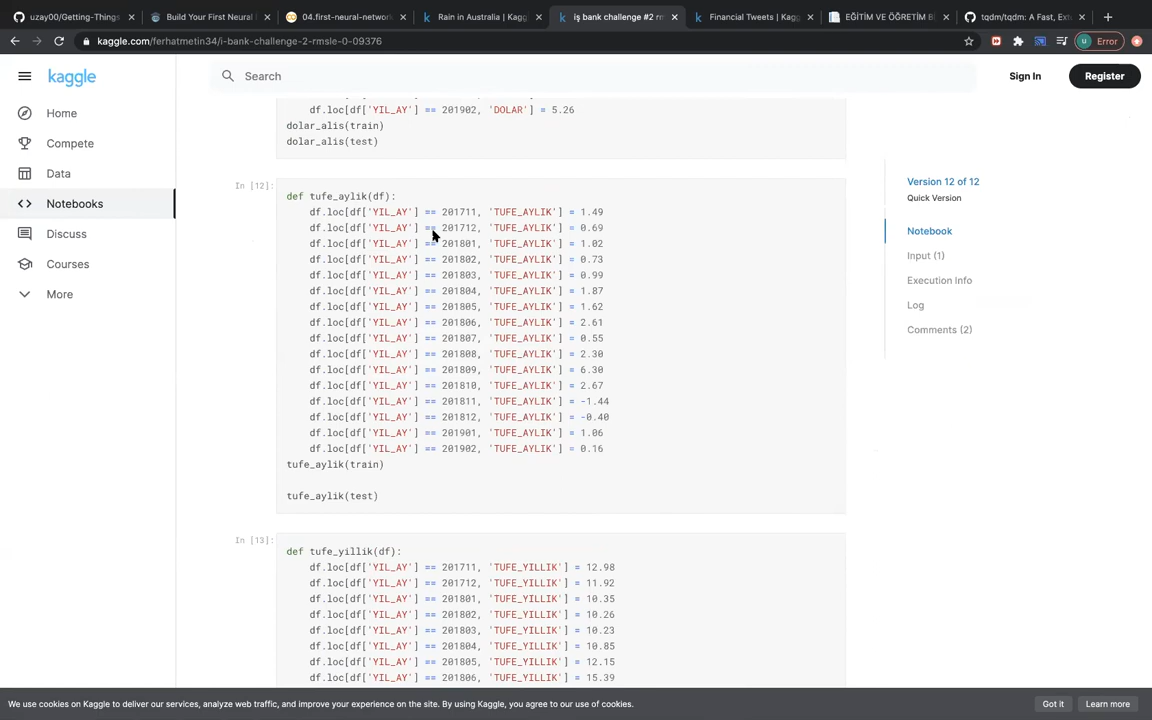 uzay00/Getting-Things
Build Your First Neural
04.first-neural-network
Rain in Australia | Kagg
iş bank challenge #2 rm
Financial Tweets | Kagg
EĞİTİM VE ÖĞRETİM B
tqdm/tqdm: A Fast, Ext
kaggle.com/ferhatmetin34/i-bank-challenge-2-rmsle-0-09376
u Error
kaggle
Search
Sign In
Register
Home
Compete
Data
Notebooks
Discuss
Courses
More
df.loc[df['YIL_AY'] == 201902, 'DOLAR'] = 5.26
dolar_alis(train)
dolar_alis(test)
In [12]:
def tufe_aylik(df):
df.loc[df['YIL_AY'] == 201711, 'TUFE_AYLIK'] = 1.49
df.loc[df['YIL_AY'] == 201712, 'TUFE_AYLIK'] = 0.69
df.loc[df['YIL_AY'] == 201801, 'TUFE_AYLIK'] = 1.02
df.loc[df['YIL_AY'] == 201802, 'TUFE_AYLIK'] = 0.73
df.loc[df['YIL_AY'] == 201803, 'TUFE_AYLIK'] = 0.99
df.loc[df['YIL_AY'] == 201804, 'TUFE_AYLIK'] = 1.87
df.loc[df['YIL_AY'] == 201805, 'TUFE_AYLIK'] = 1.62
df.loc[df['YIL_AY'] == 201806, 'TUFE_AYLIK'] = 2.61
df.loc[df['YIL_AY'] == 201807, 'TUFE_AYLIK'] = 0.55
df.loc[df['YIL_AY'] == 201808, 'TUFE_AYLIK'] = 2.30
df.loc[df['YIL_AY'] == 201809, 'TUFE_AYLIK'] = 6.30
df.loc[df['YIL_AY'] == 201810, 'TUFE_AYLIK'] = 2.67
df.loc[df['YIL_AY'] == 201811, 'TUFE_AYLIK'] = -1.44
df.loc[df['YIL_AY'] == 201812, 'TUFE_AYLIK'] = -0.40
df.loc[df['YIL_AY'] == 201901, 'TUFE_AYLIK'] = 1.06
df.loc[df['YIL_AY'] == 201902, 'TUFE_AYLIK'] = 0.16
tufe_aylik(train)
tufe_aylik(test)
In [13]:
def tufe_yillik(df):
df.loc[df['YIL_AY'] == 201711, 'TUFE_YILLIK'] = 12.98
df.loc[df['YIL_AY'] == 201712, 'TUFE_YILLIK'] = 11.92
df.loc[df['YIL_AY'] == 201801, 'TUFE_YILLIK'] = 10.35
df.loc[df['YIL_AY'] == 201802, 'TUFE_YILLIK'] = 10.26
df.loc[df['YIL_AY'] == 201803, 'TUFE_YILLIK'] = 10.23
df.loc[df['YIL_AY'] == 201804, 'TUFE_YILLIK'] = 10.85
df.loc[df['YIL_AY'] == 201805, 'TUFE_YILLIK'] = 12.15
df.loc[df['YIL_AY'] == 201806, 'TUFE_YILLIK'] = 15.39
Version 12 of 12
Quick Version
Notebook
Input (1)
Execution Info
Log
Comments (2)
We use cookies on Kaggle to deliver our services, analyze web traffic, and improve your experience on the site. By using Kaggle, you agree to our use of cookies.
Got it
Learn more